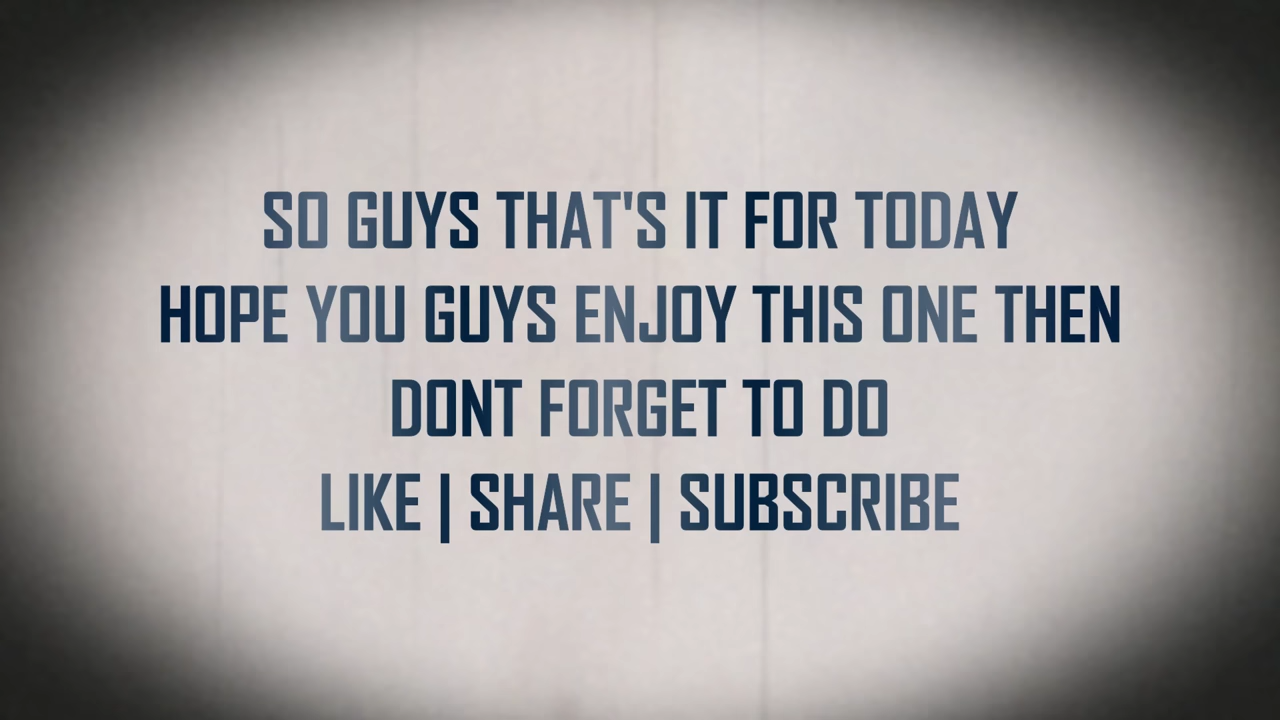 SO GUYS THAT'S IT FOR TODAY
HOPE YOU GUYS ENJOY THIS ONE THEN
DONT FORGET TO DO
LIKE | SHARE | SUBSCRIBE